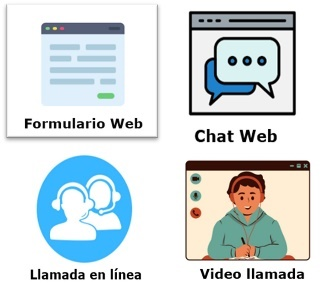 Formulario Web
Chat Web
Llamada en línea
Video llamada